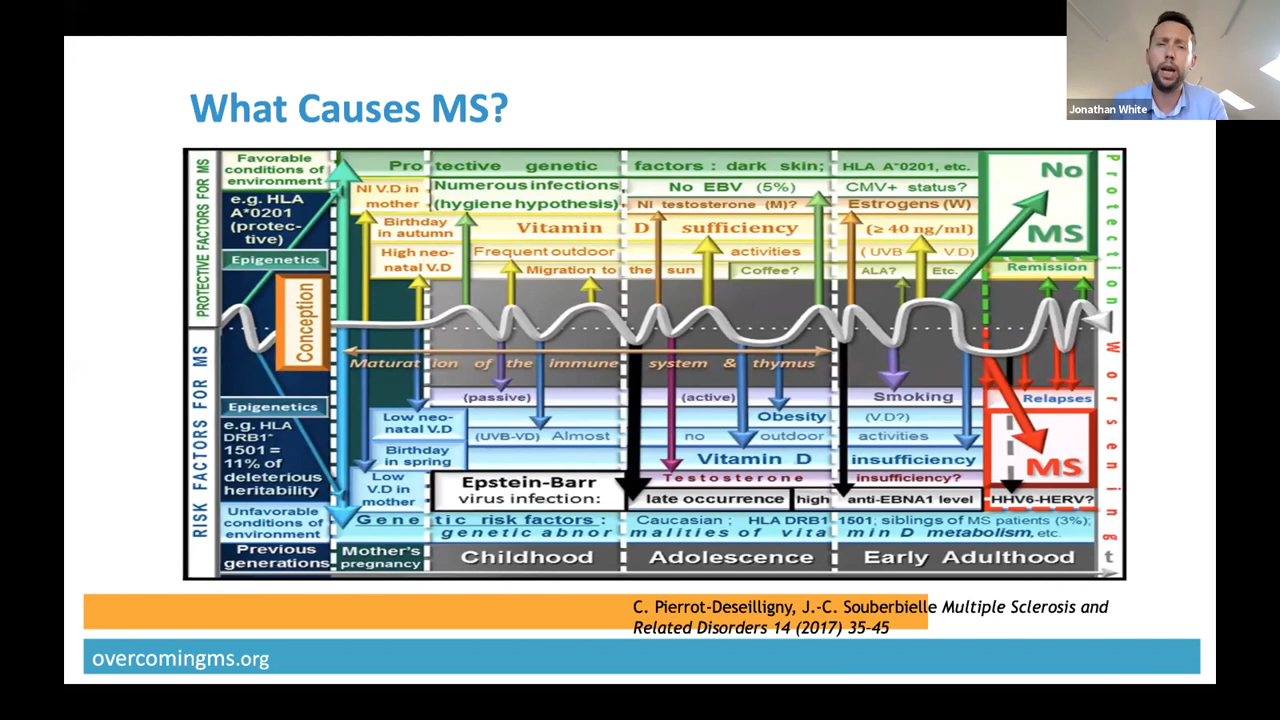 What Causes MS?
Jonathan White
PROTECTIVE FACTORS FOR MS
RISK FACTORS FOR MS
Favorable
conditions of
environment
e.g. HLA
A*0201
(protec-
tive)
Epigenetics
Conception
Epigenetics
e.g. HLA
DRB1*
1501 =
11% of
deleterious
heritability
Unfavorable
conditions of
environment
Previous
generations
Protective genetic factors : dark skin; HLA A*0201, etc.
Nl V.D in
mother
Numerous infections,
(hygiene hypothesis)
No EBV (5%)
CMV+ status?
Nl testosterone (M)?
Estrogens (W)
Birthday
in autumn
Vitamin D sufficiency (≥ 40 ng/ml)
High neo-
natal V.D
Frequent outdoor activities (UVB V.D)
Migration to the sun
Coffee?
ALA?
Etc.
No
MS
Remission
Protection
Worsening
t
Maturation of the immune system & thymus
(passive)
(active)
Smoking
Relapses
Low neo-
natal V.D
Obesity
(V.D?)
(UVB-VD) Almost no outdoor activities
Birthday
in spring
Vitamin D insufficiency
MS
Low
V.D in
mother
Testosterone insufficiency?
Epstein-Barr
virus infection:
late occurrence
high
anti-EBNA1 level
HHV6-HERV?
Genetic risk factors : Caucasian ; HLA DRB1*1501; siblings of MS patients (3%);
genetic abnormalities of vitamin D metabolism, etc.
Mother's
pregnancy
Childhood
Adolescence
Early Adulthood
C. Pierrot-Deseilligny, J.-C. Souberbielle Multiple Sclerosis and
Related Disorders 14 (2017) 35–45
overcomingms.org